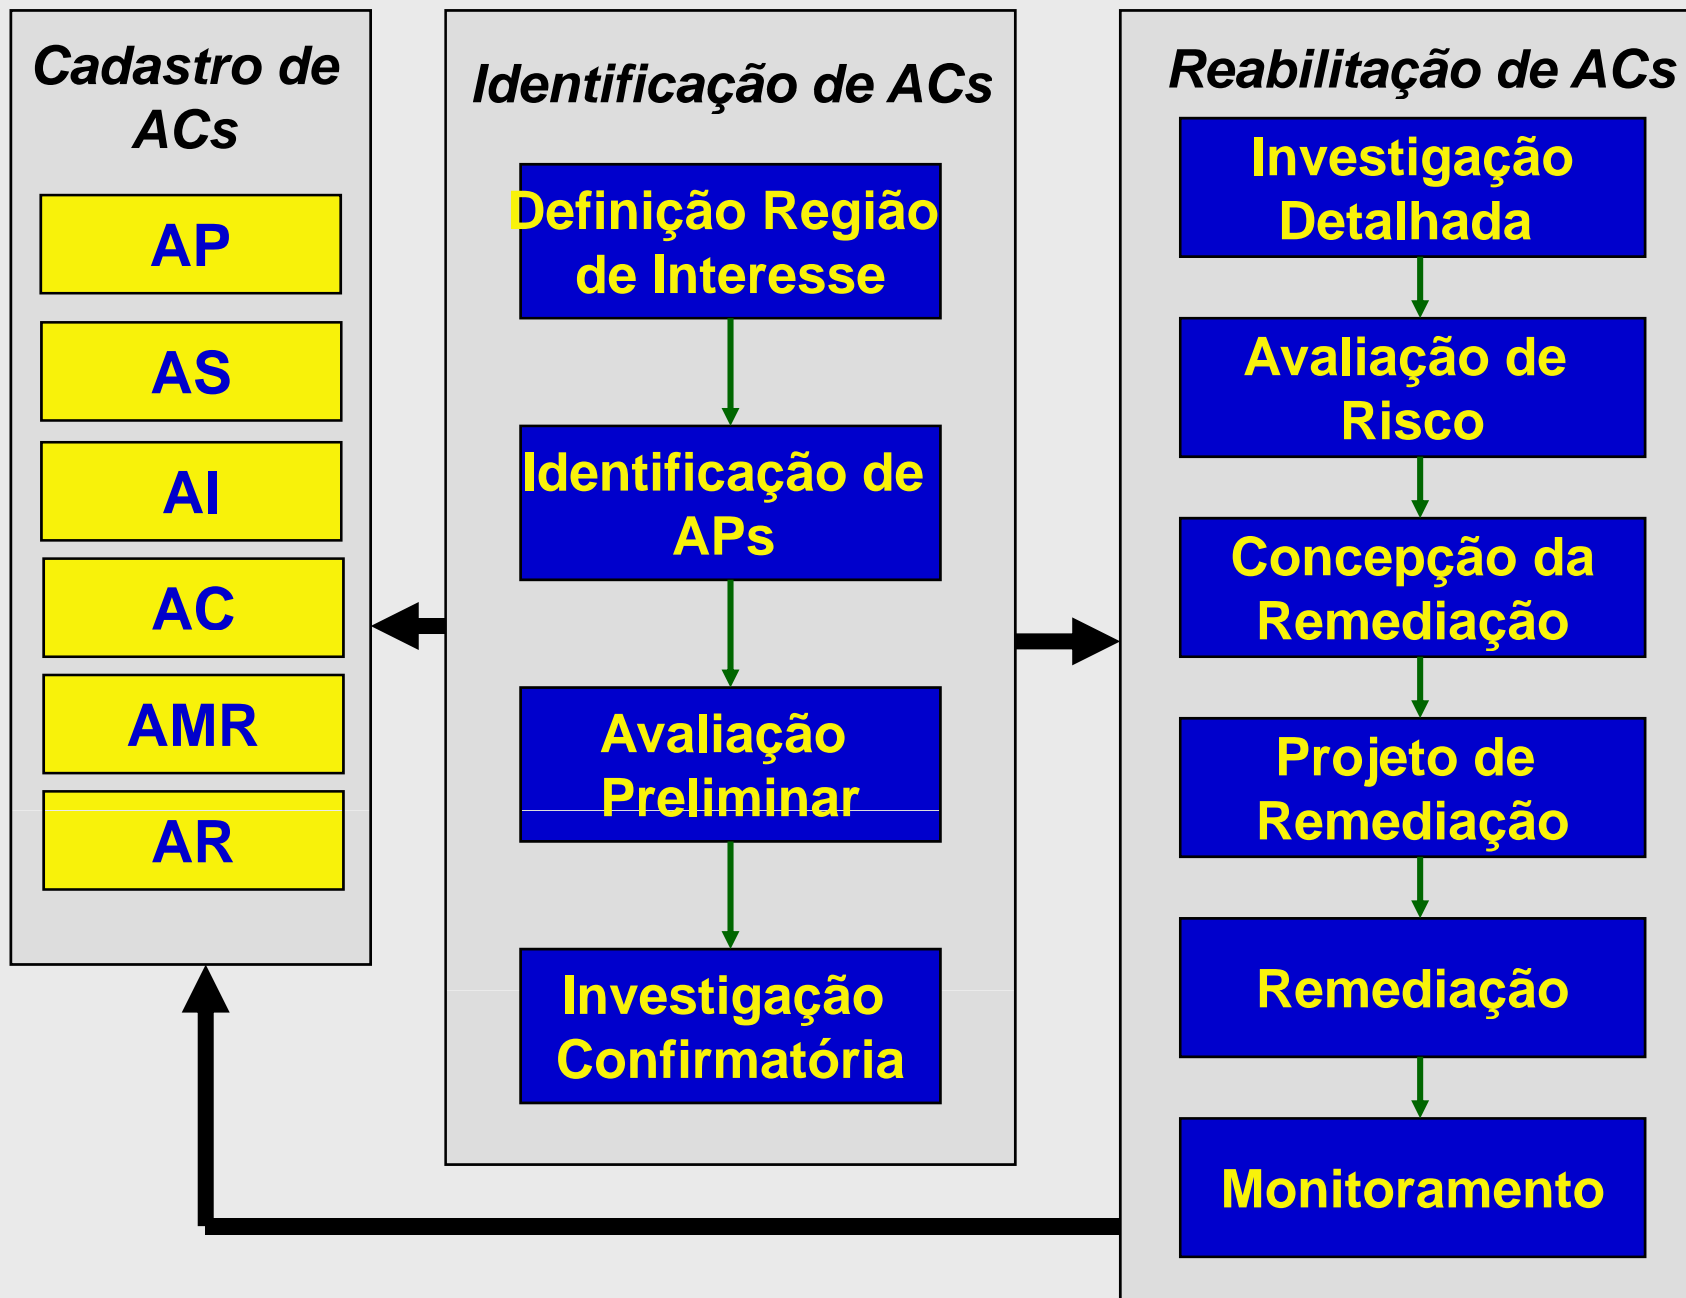 Cadastro de
ACs
AP
AS
AI
AC
AMR
AR
Identificação de ACs
Definição Região
de Interesse
Identificação de
APs
Avaliação
Preliminar
Investigação
Confirmatória
Reabilitação de ACs
Investigação
Detalhada
Avaliação de
Risco
Concepção da
Remediação
Projeto de
Remediação
Remediação
Monitoramento